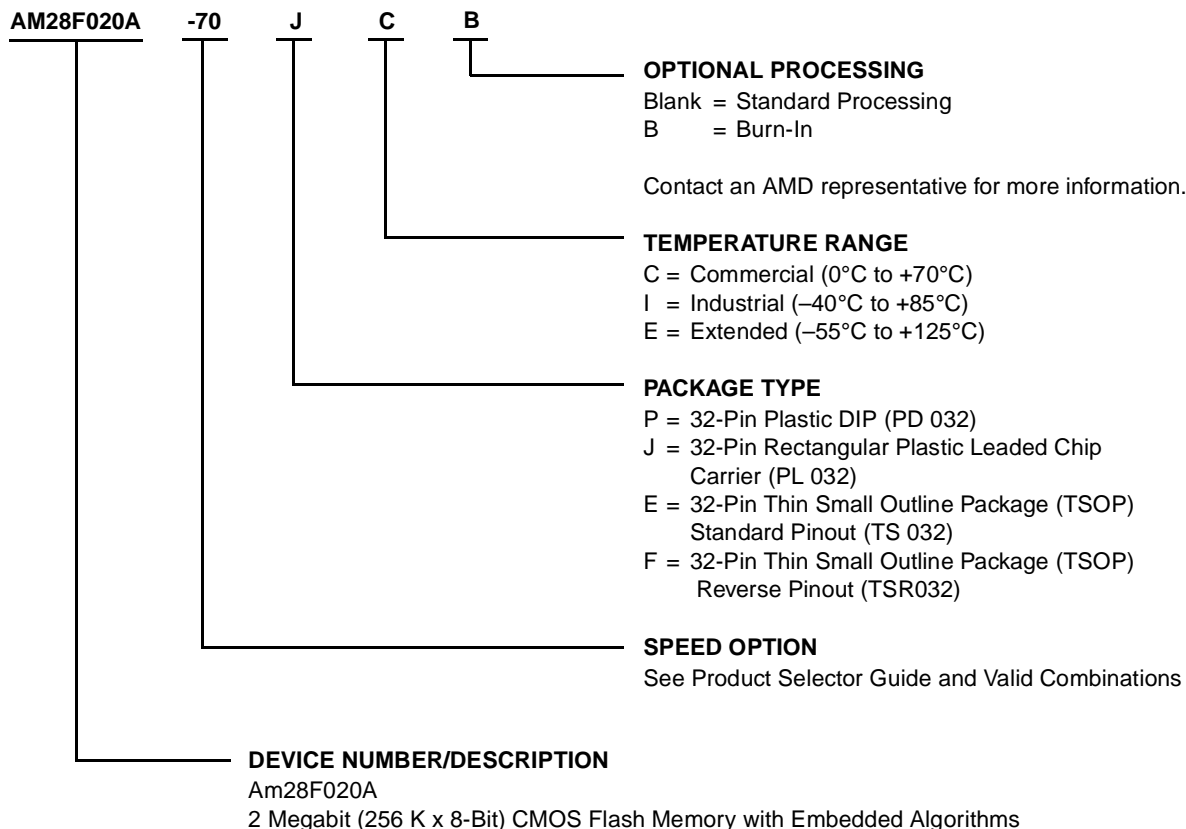 AM28F020A -70 J C B
OPTIONAL PROCESSING
Blank = Standard Processing
B = Burn-In
Contact an AMD representative for more information.
TEMPERATURE RANGE
C = Commercial (0°C to +70°C)
I = Industrial (–40°C to +85°C)
E = Extended (–55°C to +125°C)
PACKAGE TYPE
P = 32-Pin Plastic DIP (PD 032)
J = 32-Pin Rectangular Plastic Leaded Chip
Carrier (PL 032)
E = 32-Pin Thin Small Outline Package (TSOP)
Standard Pinout (TS 032)
F = 32-Pin Thin Small Outline Package (TSOP)
Reverse Pinout (TSR032)
SPEED OPTION
See Product Selector Guide and Valid Combinations
DEVICE NUMBER/DESCRIPTION
Am28F020A
2 Megabit (256 K x 8-Bit) CMOS Flash Memory with Embedded Algorithms